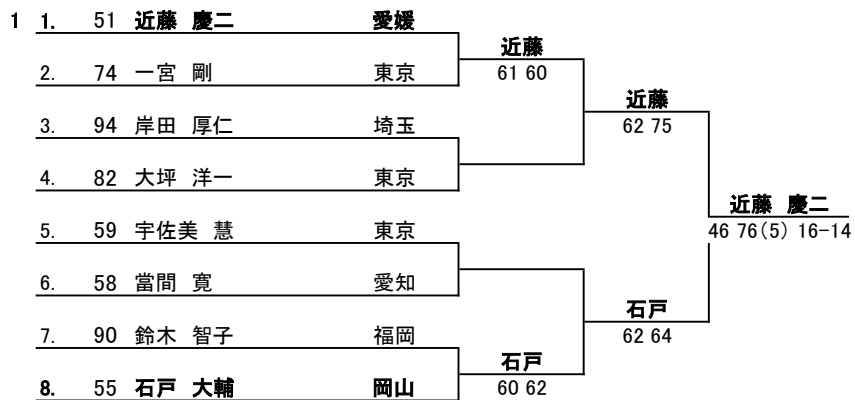 1 1. 51 近藤 慶二 愛媛
近藤
2. 74 一宮 剛 東京 61 60
近藤
3. 94 岸田 厚仁 埼玉 62 75
4. 82 大坪 洋一 東京
近藤 慶二
5. 59 宇佐美 慧 東京 46 76(5) 16-14
6. 58 當間 寛 愛知
石戸
7. 90 鈴木 智子 福岡 62 64
石戸
8. 55 石戸 大輔 岡山 60 62